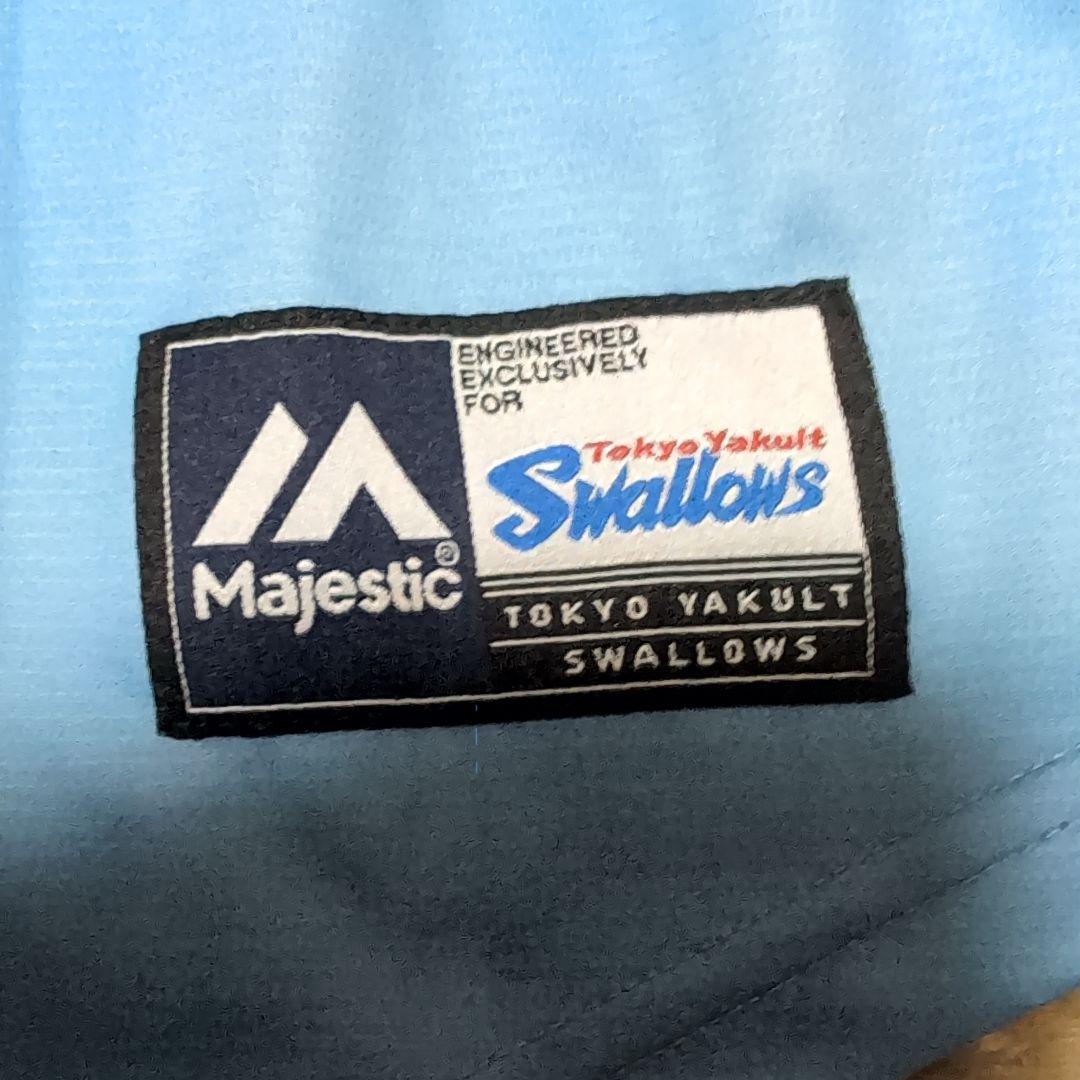 Majestic®
ENGINEERED
EXCLUSIVELY
FOR
Tokyo Yakult
Swallows
TOKYO YAKULT
SWALLOWS